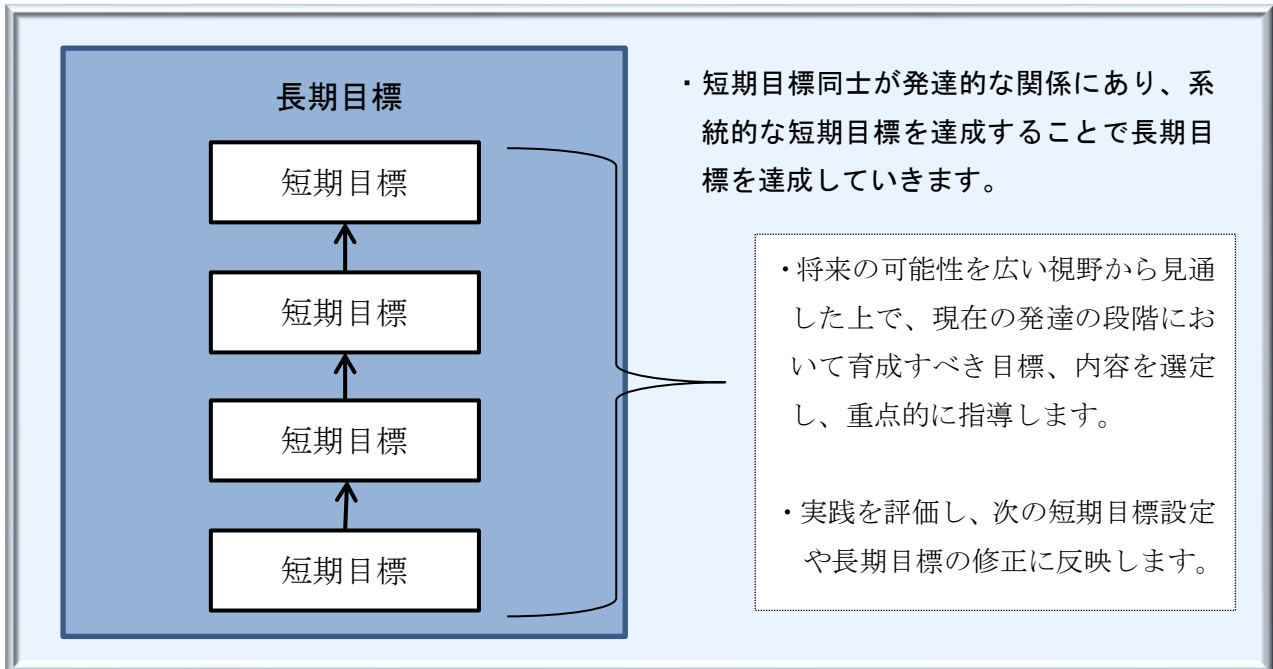 長期目標
短期目標
短期目標
短期目標
短期目標
・短期目標同士が発達的な関係にあり、系
統的な短期目標を達成することで長期目
標を達成していきます。
・将来の可能性を広い視野から見通
した上で、現在の発達の段階にお
いて育成すべき目標、内容を選定
し、重点的に指導します。
・実践を評価し、次の短期目標設定
や長期目標の修正に反映します。